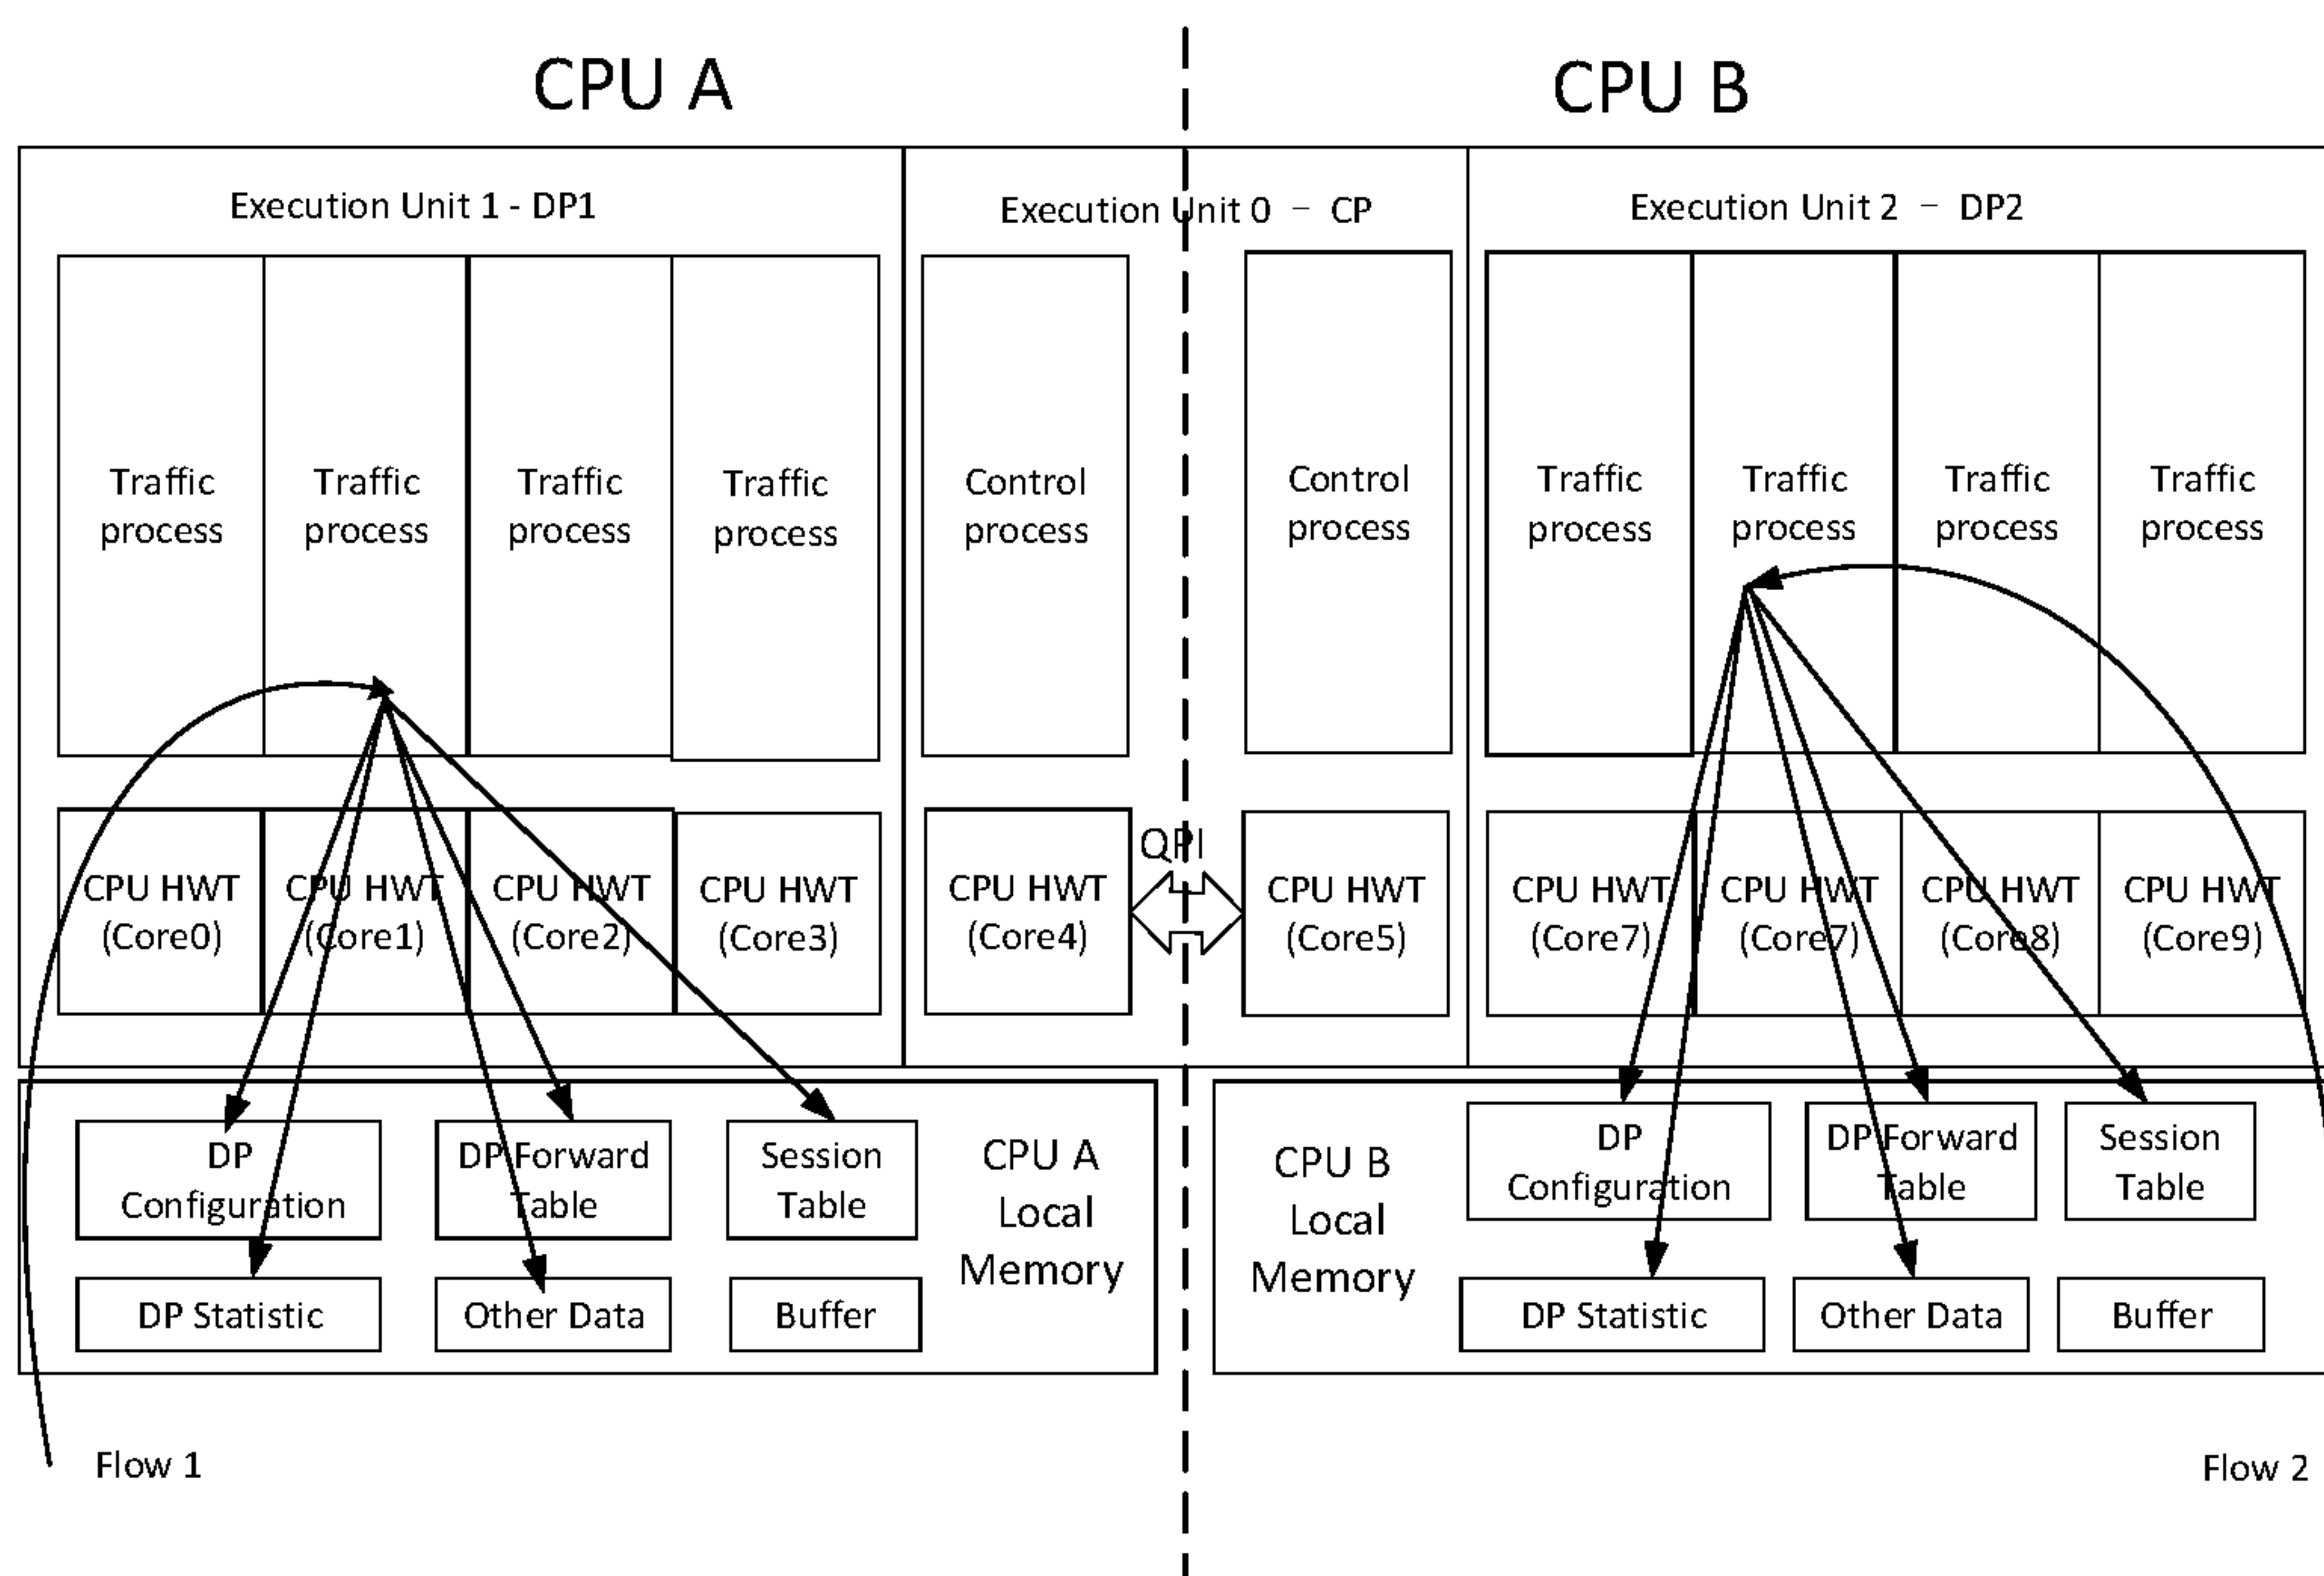 CPU A
CPU B
Execution Unit 1 - DP1
Execution Unit 0 – CP
Execution Unit 2 – DP2
Traffic
process
Traffic
process
Traffic
process
Traffic
process
Control
process
Control
process
Traffic
process
Traffic
process
Traffic
process
Traffic
process
QPI
CPU HWT
(Core0)
CPU HWT
(Core1)
CPU HWT
(Core2)
CPU HWT
(Core3)
CPU HWT
(Core4)
CPU HWT
(Core5)
CPU HWT
(Core7)
CPU HWT
(Core7)
CPU HWT
(Core8)
CPU HWT
(Core9)
DP
Configuration
DP Forward
Table
Session
Table
DP Statistic
Other Data
Buffer
CPU A
Local
Memory
CPU B
Local
Memory
DP
Configuration
DP Forward
Table
Session
Table
DP Statistic
Other Data
Buffer
Flow 1
Flow 2